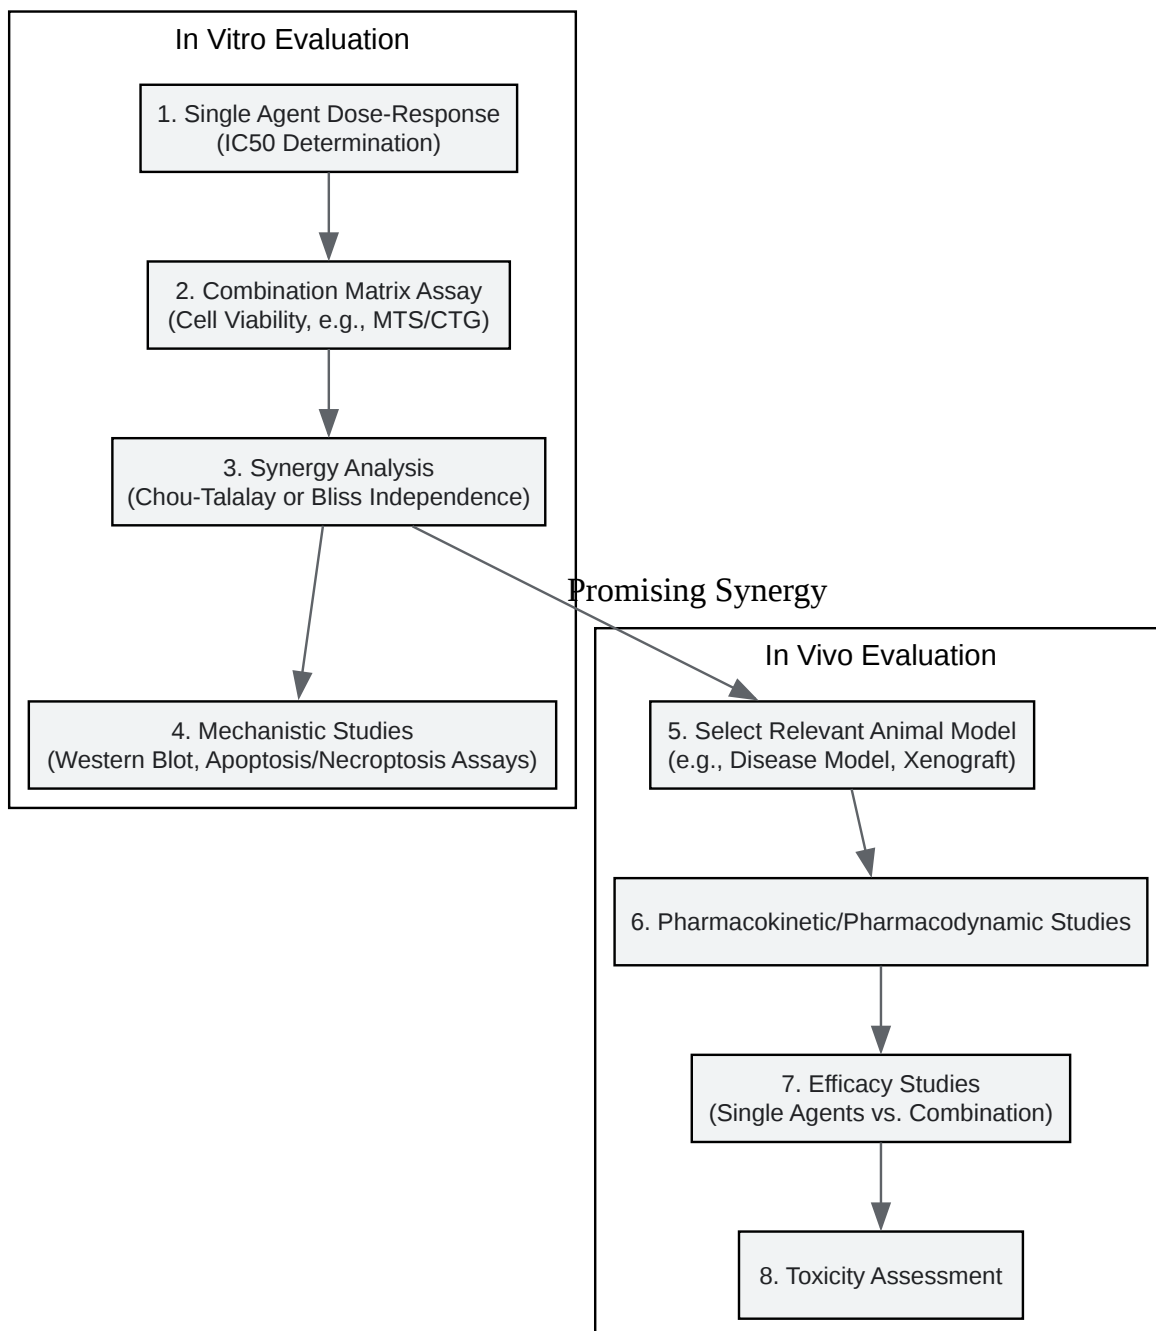 In Vitro Evaluation
1. Single Agent Dose-Response
(IC50 Determination)
2. Combination Matrix Assay
(Cell Viability, e.g., MTS/CTG)
3. Synergy Analysis
(Chou-Talalay or Bliss Independence)
Promising Synergy
4. Mechanistic Studies
(Western Blot, Apoptosis/Necroptosis Assays)
In Vivo Evaluation
5. Select Relevant Animal Model
(e.g., Disease Model, Xenograft)
6. Pharmacokinetic/Pharmacodynamic Studies
7. Efficacy Studies
(Single Agents vs. Combination)
8. Toxicity Assessment